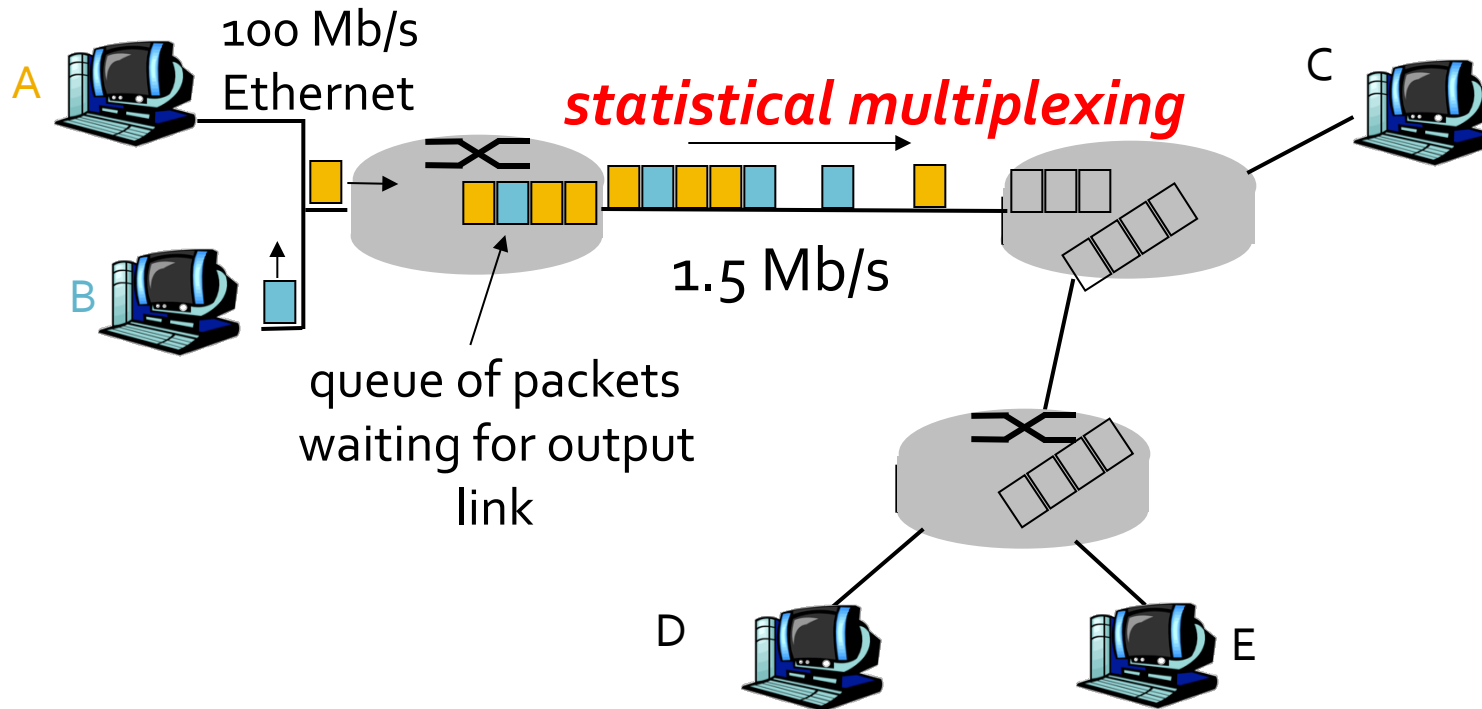 100 Mb/s
Ethernet
A
statistical multiplexing
C
B
1.5 Mb/s
queue of packets
waiting for output
link
D
E